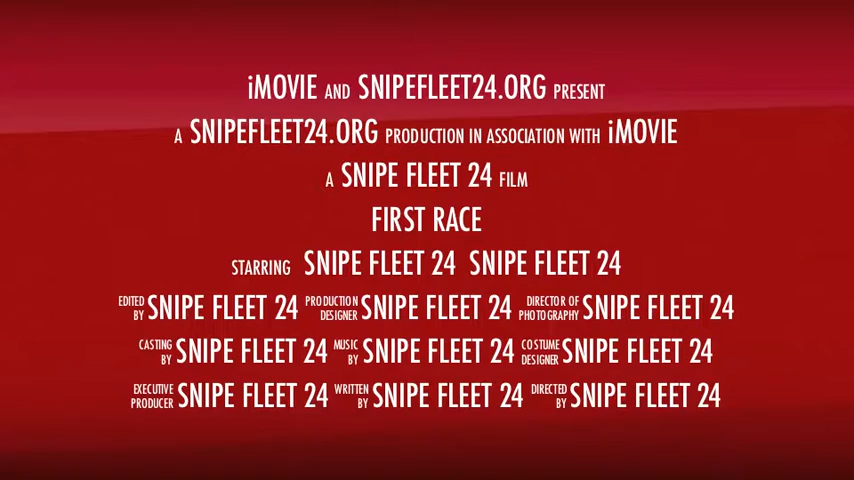 iMOVIE AND SNIPEFLEET24.ORG PRESENT
A SNIPEFLEET24.ORG PRODUCTION IN ASSOCIATION WITH iMOVIE
A SNIPE FLEET 24 FILM
FIRST RACE
STARRING SNIPE FLEET 24 SNIPE FLEET 24
EDITED BY SNIPE FLEET 24 PRODUCTION DESIGNER SNIPE FLEET 24 DIRECTOR OF PHOTOGRAPHY SNIPE FLEET 24
CASTING BY SNIPE FLEET 24 MUSIC BY SNIPE FLEET 24 COSTUME DESIGNER SNIPE FLEET 24
EXECUTIVE PRODUCER SNIPE FLEET 24 WRITTEN BY SNIPE FLEET 24 DIRECTED BY SNIPE FLEET 24